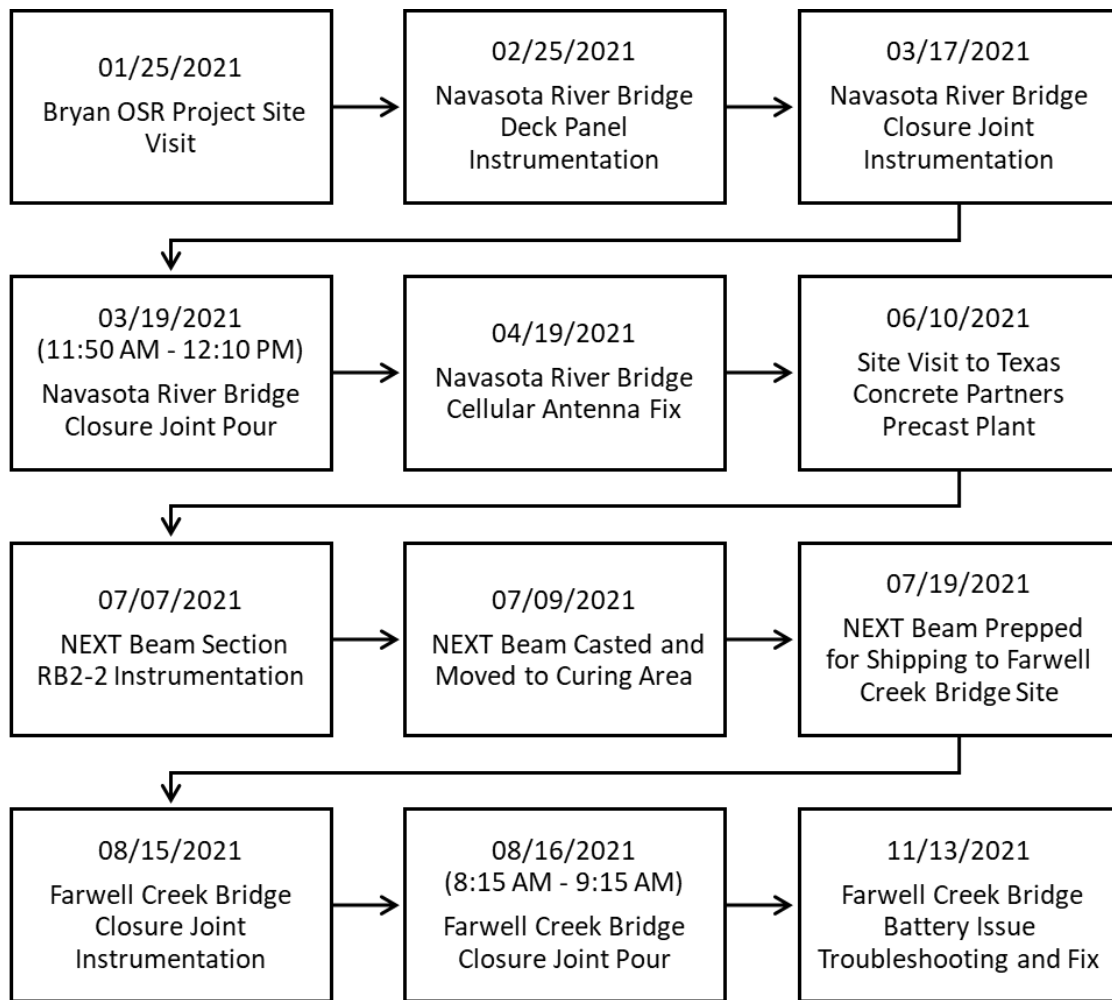 01/25/2021
Bryan OSR Project Site
Visit
02/25/2021
Navasota River Bridge
Deck Panel
Instrumentation
03/17/2021
Navasota River Bridge
Closure Joint
Instrumentation
03/19/2021
(11:50 AM - 12:10 PM)
Navasota River Bridge
Closure Joint Pour
04/19/2021
Navasota River Bridge
Cellular Antenna Fix
06/10/2021
Site Visit to Texas
Concrete Partners
Precast Plant
07/07/2021
NEXT Beam Section
RB2-2 Instrumentation
07/09/2021
NEXT Beam Casted and
Moved to Curing Area
07/19/2021
NEXT Beam Prepped
for Shipping to Farwell
Creek Bridge Site
08/15/2021
Farwell Creek Bridge
Closure Joint
Instrumentation
08/16/2021
(8:15 AM - 9:15 AM)
Farwell Creek Bridge
Closure Joint Pour
11/13/2021
Farwell Creek Bridge
Battery Issue
Troubleshooting and Fix